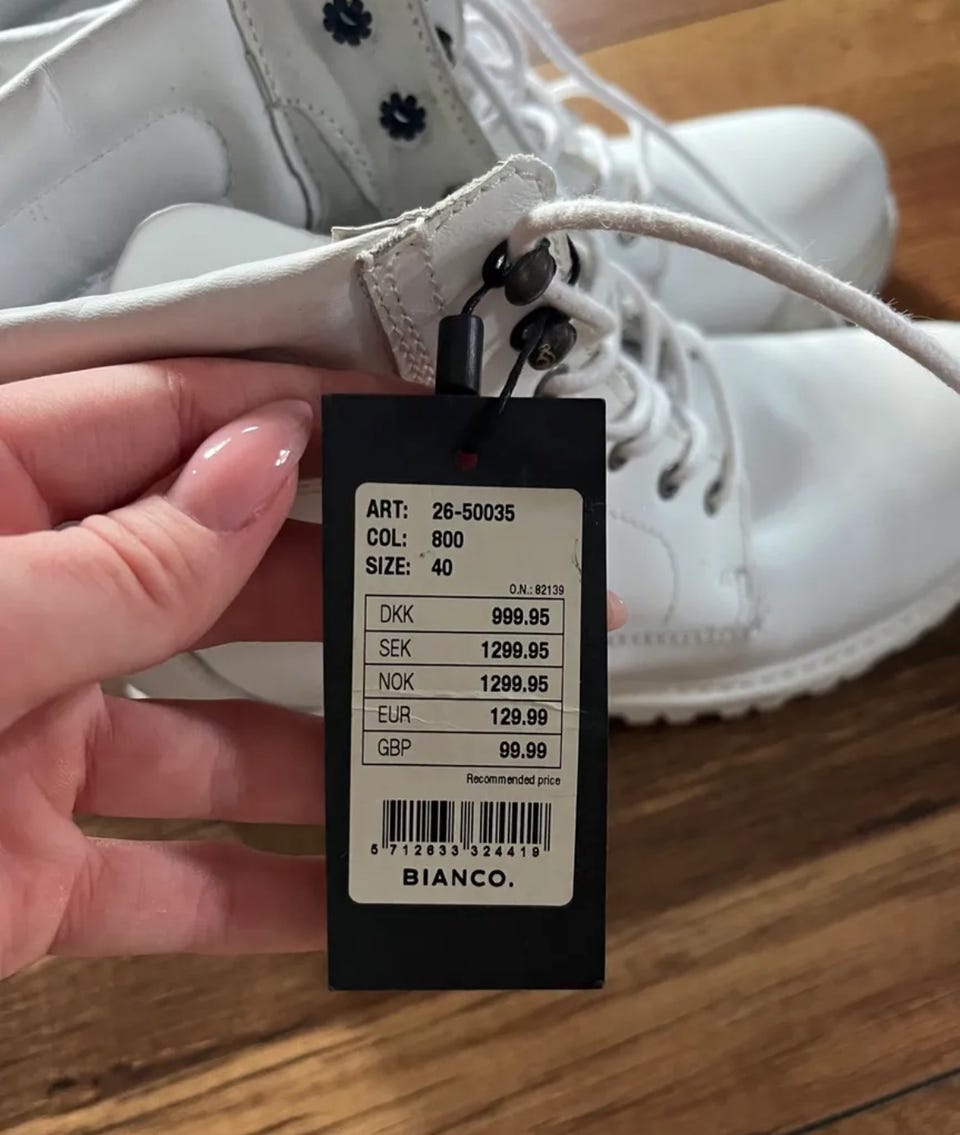 ART: 26-50035
COL: 800
SIZE: 40
O.N.: 82139
DKK 999.95
SEK 1299.95
NOK 1299.95
EUR 129.99
GBP 99.99
Recommended price
5 712633 324419
BIANCO.